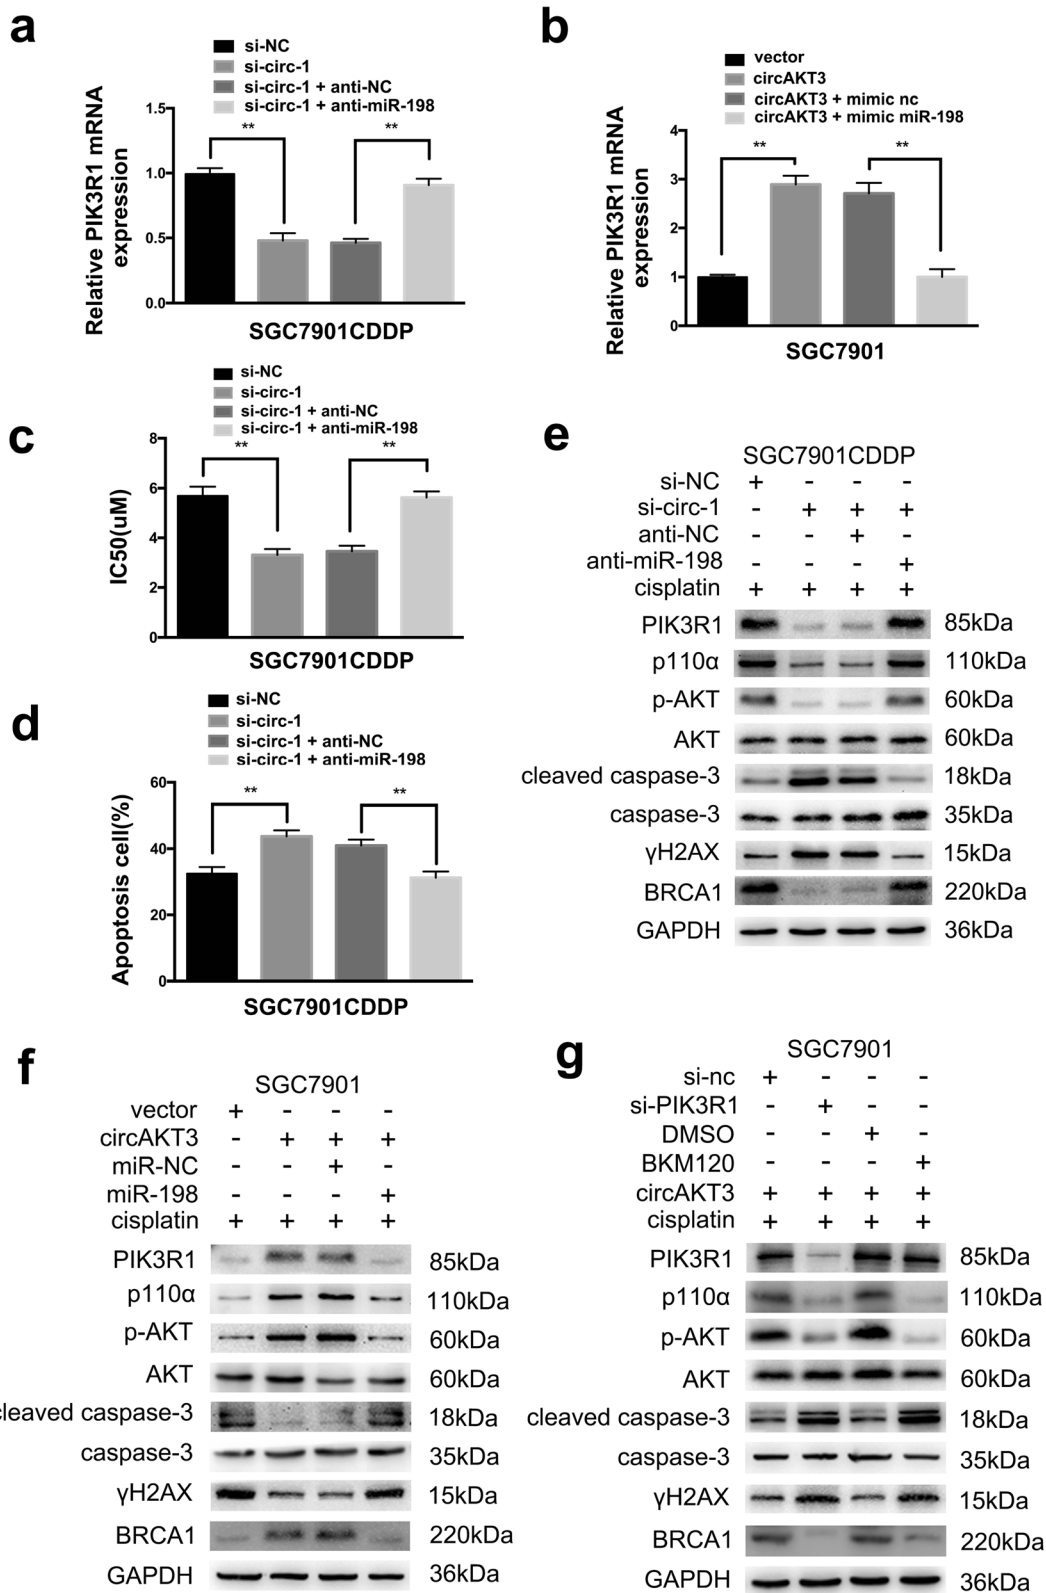 a
si-NC
si-circ-1
si-circ-1 + anti-NC
si-circ-1 + anti-miR-198
Relative PIK3R1 mRNA
expression
1.5
1.0
0.5
0.0
**
**
SGC7901CDDP
b
vector
circAKT3
circAKT3 + mimic nc
circAKT3 + mimic miR-198
Relative PIK3R1 mRNA
expression
4
3
2
1
0
**
**
SGC7901
c
si-NC
si-circ-1
si-circ-1 + anti-NC
si-circ-1 + anti-miR-198
IC50(uM)
8
6
4
2
0
**
**
SGC7901CDDP
d
si-NC
si-circ-1
si-circ-1 + anti-NC
si-circ-1 + anti-miR-198
Apoptosis cell(%)
60
40
20
0
**
**
SGC7901CDDP
e
SGC7901CDDP
si-NC + - - -
si-circ-1 - + + +
anti-NC - - + -
anti-miR-198 - - - +
cisplatin + + + +
PIK3R1 85kDa
p110α 110kDa
p-AKT 60kDa
AKT 60kDa
cleaved caspase-3 18kDa
caspase-3 35kDa
γH2AX 15kDa
BRCA1 220kDa
GAPDH 36kDa
f
SGC7901
vector + - - -
circAKT3 - + + +
miR-NC - - + -
miR-198 - - - +
cisplatin + + + +
PIK3R1 85kDa
p110α 110kDa
p-AKT 60kDa
AKT 60kDa
cleaved caspase-3 18kDa
caspase-3 35kDa
γH2AX 15kDa
BRCA1 220kDa
GAPDH 36kDa
g
SGC7901
si-nc + - - -
si-PIK3R1 - + - -
DMSO - - + -
BKM120 - - - +
circAKT3 + + + +
cisplatin + + + +
PIK3R1 85kDa
p110α 110kDa
p-AKT 60kDa
AKT 60kDa
cleaved caspase-3 18kDa
caspase-3 35kDa
γH2AX 15kDa
BRCA1 220kDa
GAPDH 36kDa